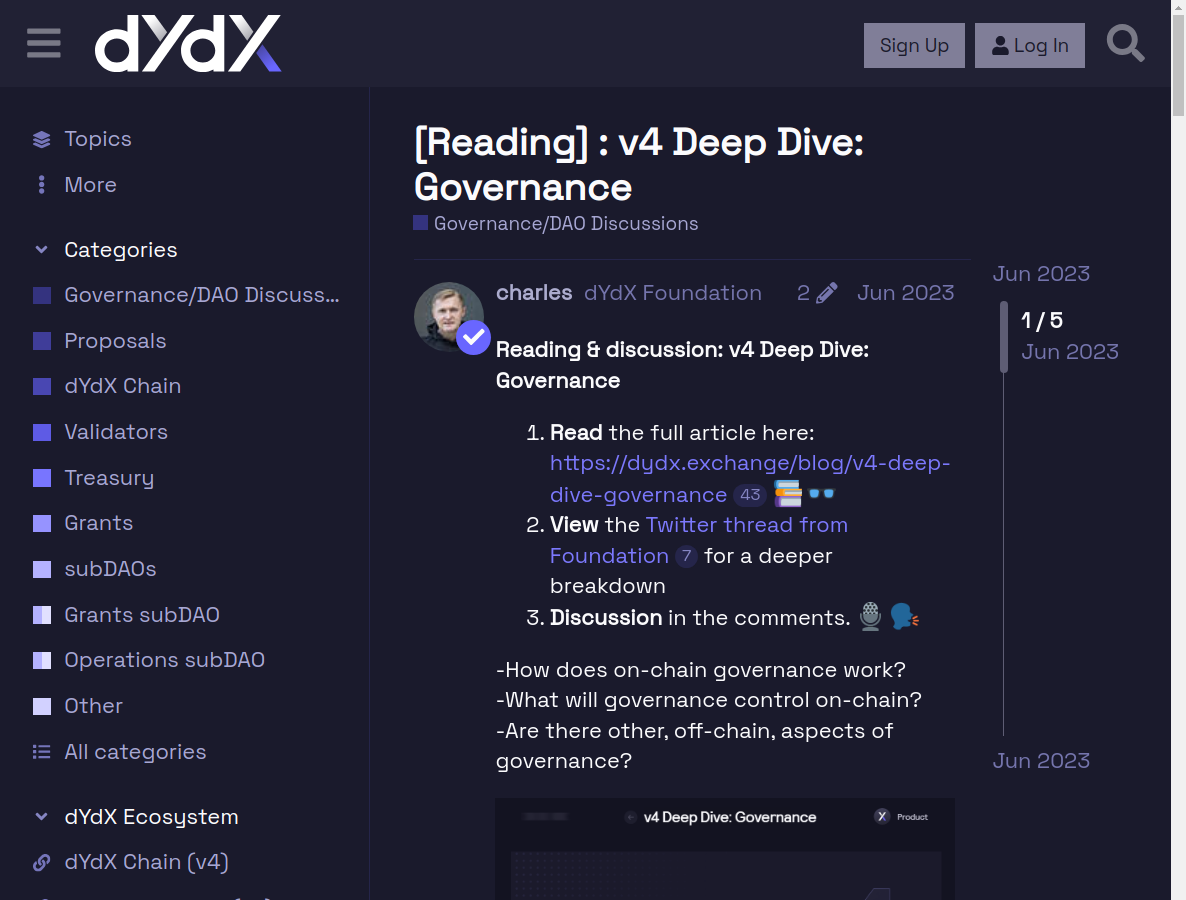 dYdX
Sign Up
Log In
Topics
More
Categories
Governance/DAO Discuss...
Proposals
dYdX Chain
Validators
Treasury
Grants
subDAOs
Grants subDAO
Operations subDAO
Other
All categories
dYdX Ecosystem
dYdX Chain (v4)
[Reading] : v4 Deep Dive:
Governance
Governance/DAO Discussions
charles dYdX Foundation 2 Jun 2023
Reading & discussion: v4 Deep Dive:
Governance
1. Read the full article here:
https://dydx.exchange/blog/v4-deep-
dive-governance 43
2. View the Twitter thread from
Foundation 7 for a deeper
breakdown
3. Discussion in the comments.
-How does on-chain governance work?
-What will governance control on-chain?
-Are there other, off-chain, aspects of
governance?
v4 Deep Dive: Governance
Product
Jun 2023
1 / 5
Jun 2023
Jun 2023